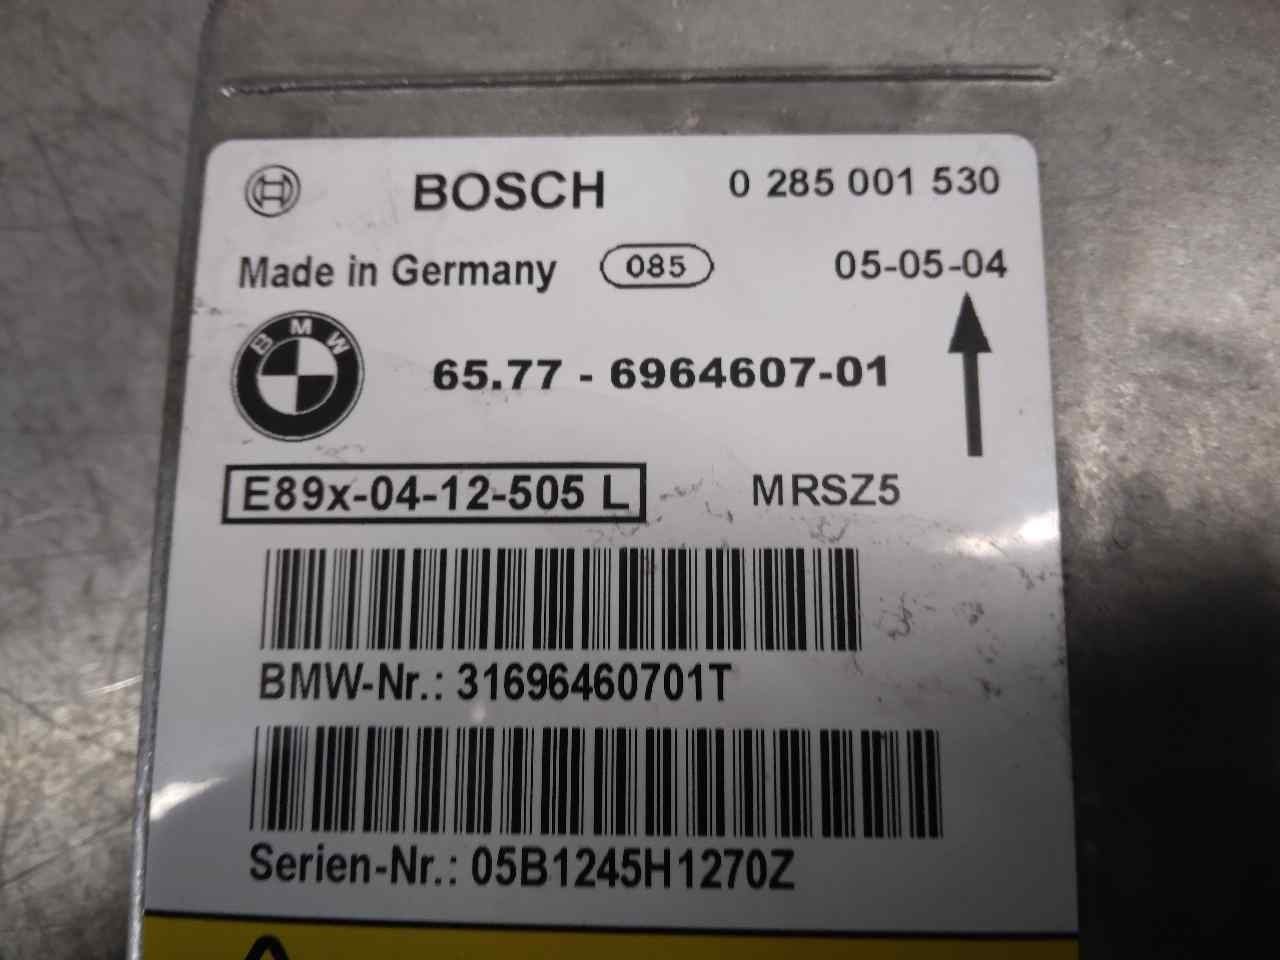 BOSCH 0 285 001 530
Made in Germany 085 05-05-04
BMW
65.77 - 6964607-01
E89x-04-12-505 L MRSZ5
BMW-Nr.: 31696460701T
Serien-Nr.: 05B1245H1270Z